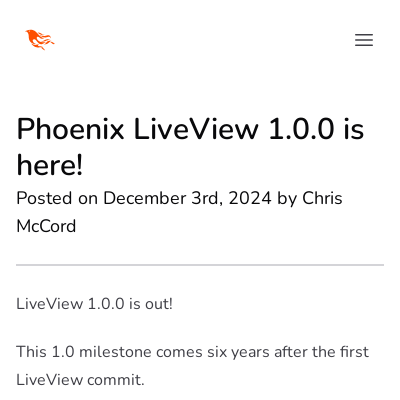 Phoenix LiveView 1.0.0 is
here!
Posted on December 3rd, 2024 by Chris
McCord
LiveView 1.0.0 is out!
This 1.0 milestone comes six years after the first
LiveView commit.